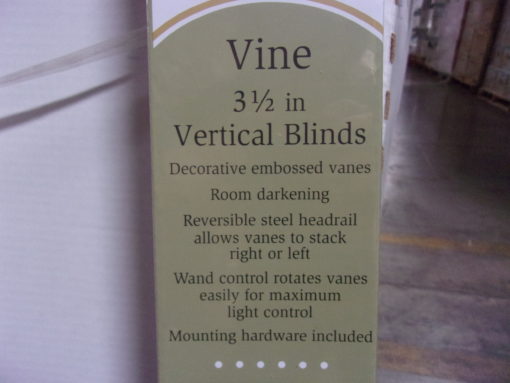 Vine
3½ in
Vertical Blinds
Decorative embossed vanes
Room darkening
Reversible steel headrail
allows vanes to stack
right or left
Wand control rotates vanes
easily for maximum
light control
Mounting hardware included